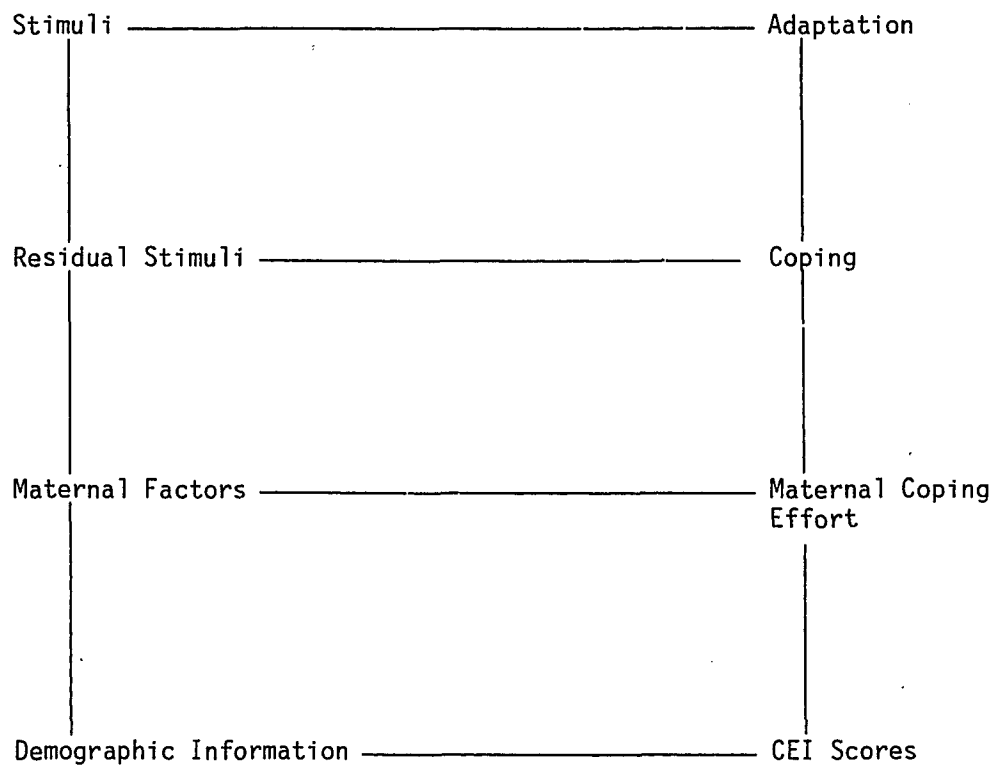 Stimuli
Adaptation
Residual Stimuli
Coping
Maternal Factors
Maternal Coping
Effort
Demographic Information
CEI Scores